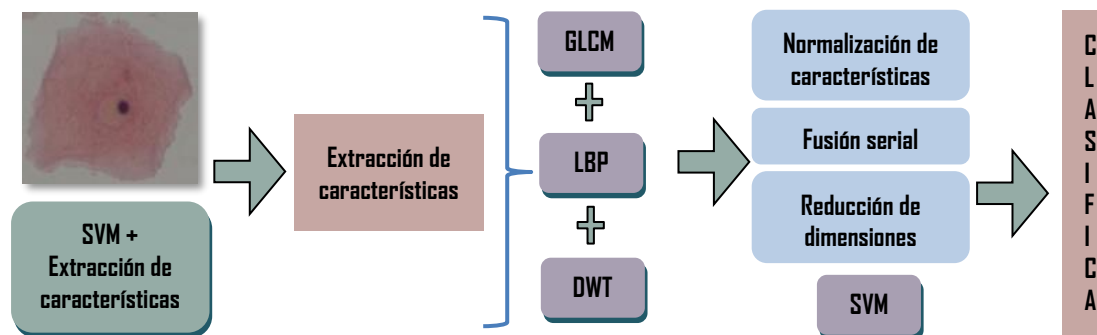 SVM +
Extracción de
características
Extracción de
características
GLCM
+
LBP
+
DWT
Normalización de
características
Fusión serial
Reducción de
dimensiones
SVM
C
L
A
S
I
F
I
C
A